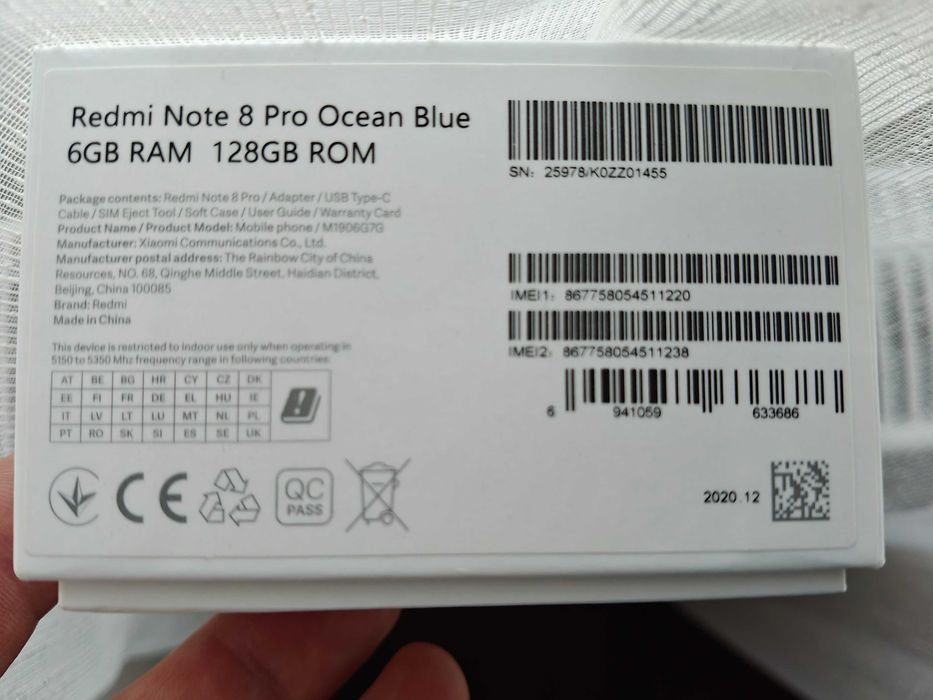 Redmi Note 8 Pro Ocean Blue
6GB RAM 128GB ROM
Package contents: Redmi Note 8 Pro / Adapter / USB Type-C
Cable / SIM Eject Tool / Soft Case / User Guide / Warranty Card
Product Name / Product Model: Mobile phone / M1906G7G
Manufacturer: Xiaomi Communications Co., Ltd.
Manufacturer postal address: The Rainbow City of China
Resources, NO. 68, Qinghe Middle Street, Haidian District,
Beijing, China 100085
Brand: Redmi
Made in China
This device is restricted to indoor use only when operating in
5150 to 5350 Mhz frequency range in following countries:
AT BE BG HR CY CZ DK
EE FI FR DE EL HU IE
IT LV LT LU MT NL PL
PT RO SK SI ES SE UK
CE
QC
PASS
SN: 25978/K0ZZ01455
IMEI1: 867758054511220
IMEI2: 867758054511238
6 941059 633686
2020.12